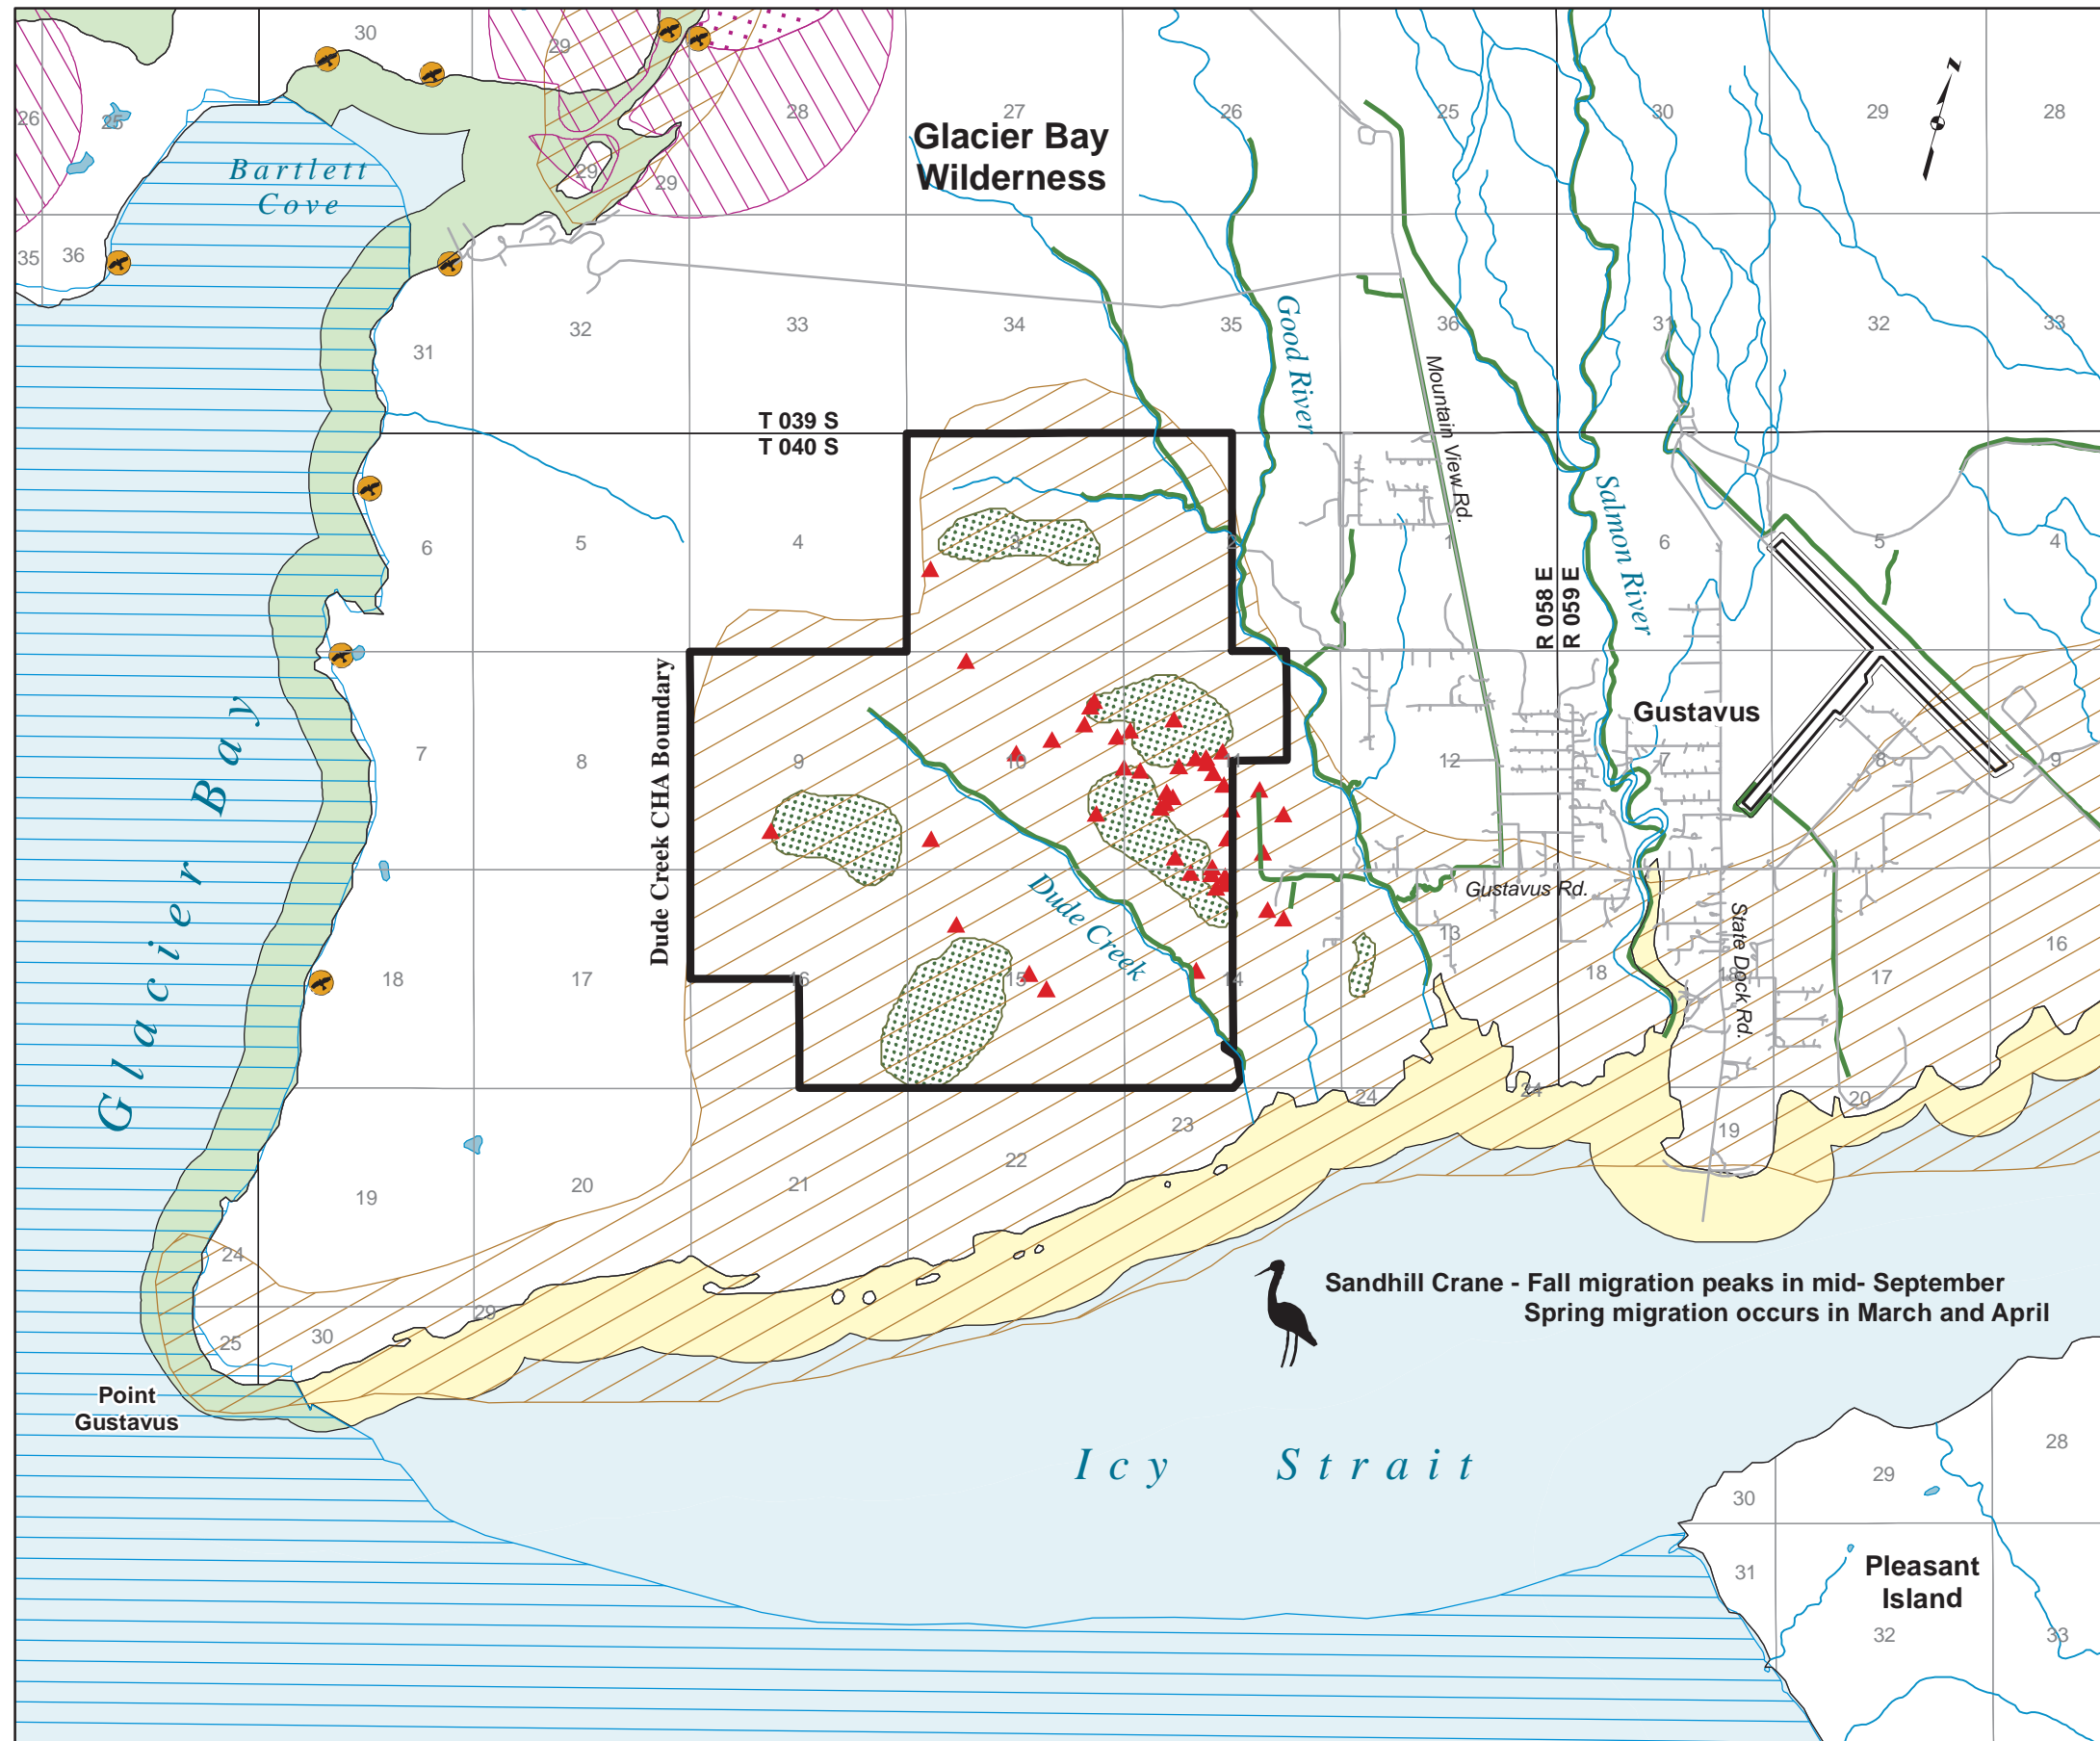 30
29
26
25
28
27
26
25
30
29
28
Glacier Bay
Wilderness
Bartlett
Cove
29
29
35
36
31
32
33
34
35
36
31
32
33
Good River
Mountain View Rd.
T 039 S
T 040 S
6
5
4
3
2
1
6
5
4
Salmon River
R 058 E
R 059 E
Gustavus
Dude Creek CHA Boundary
Glacier Bay
7
8
9
10
11
12
7
8
9
Gustavus Rd.
Dude Creek
State Dock Rd.
18
17
16
15
14
13
18
18
17
16
24
24
20
19
23
22
21
20
19
24
25
30
29
Sandhill Crane - Fall migration peaks in mid- September
Spring migration occurs in March and April
Point
Gustavus
Icy Strait
28
29
30
31
Pleasant
Island
32
33
N